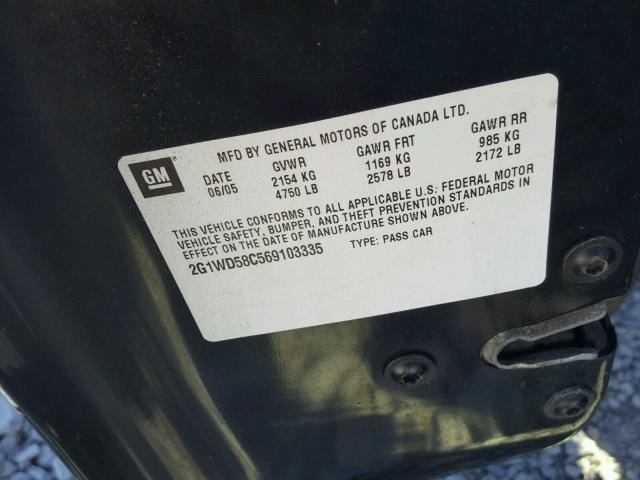 MFD BY GENERAL MOTORS OF CANADA LTD.
GM
DATE GVWR GAWR FRT GAWR RR
06/05 2154 KG 1169 KG 985 KG
4750 LB 2578 LB 2172 LB
THIS VEHICLE CONFORMS TO ALL APPLICABLE U.S. FEDERAL MOTOR
VEHICLE SAFETY, BUMPER, AND THEFT PREVENTION STANDARDS IN
EFFECT ON THE DATE OF MANUFACTURE SHOWN ABOVE.
2G1WD58C569103335 TYPE: PASS CAR